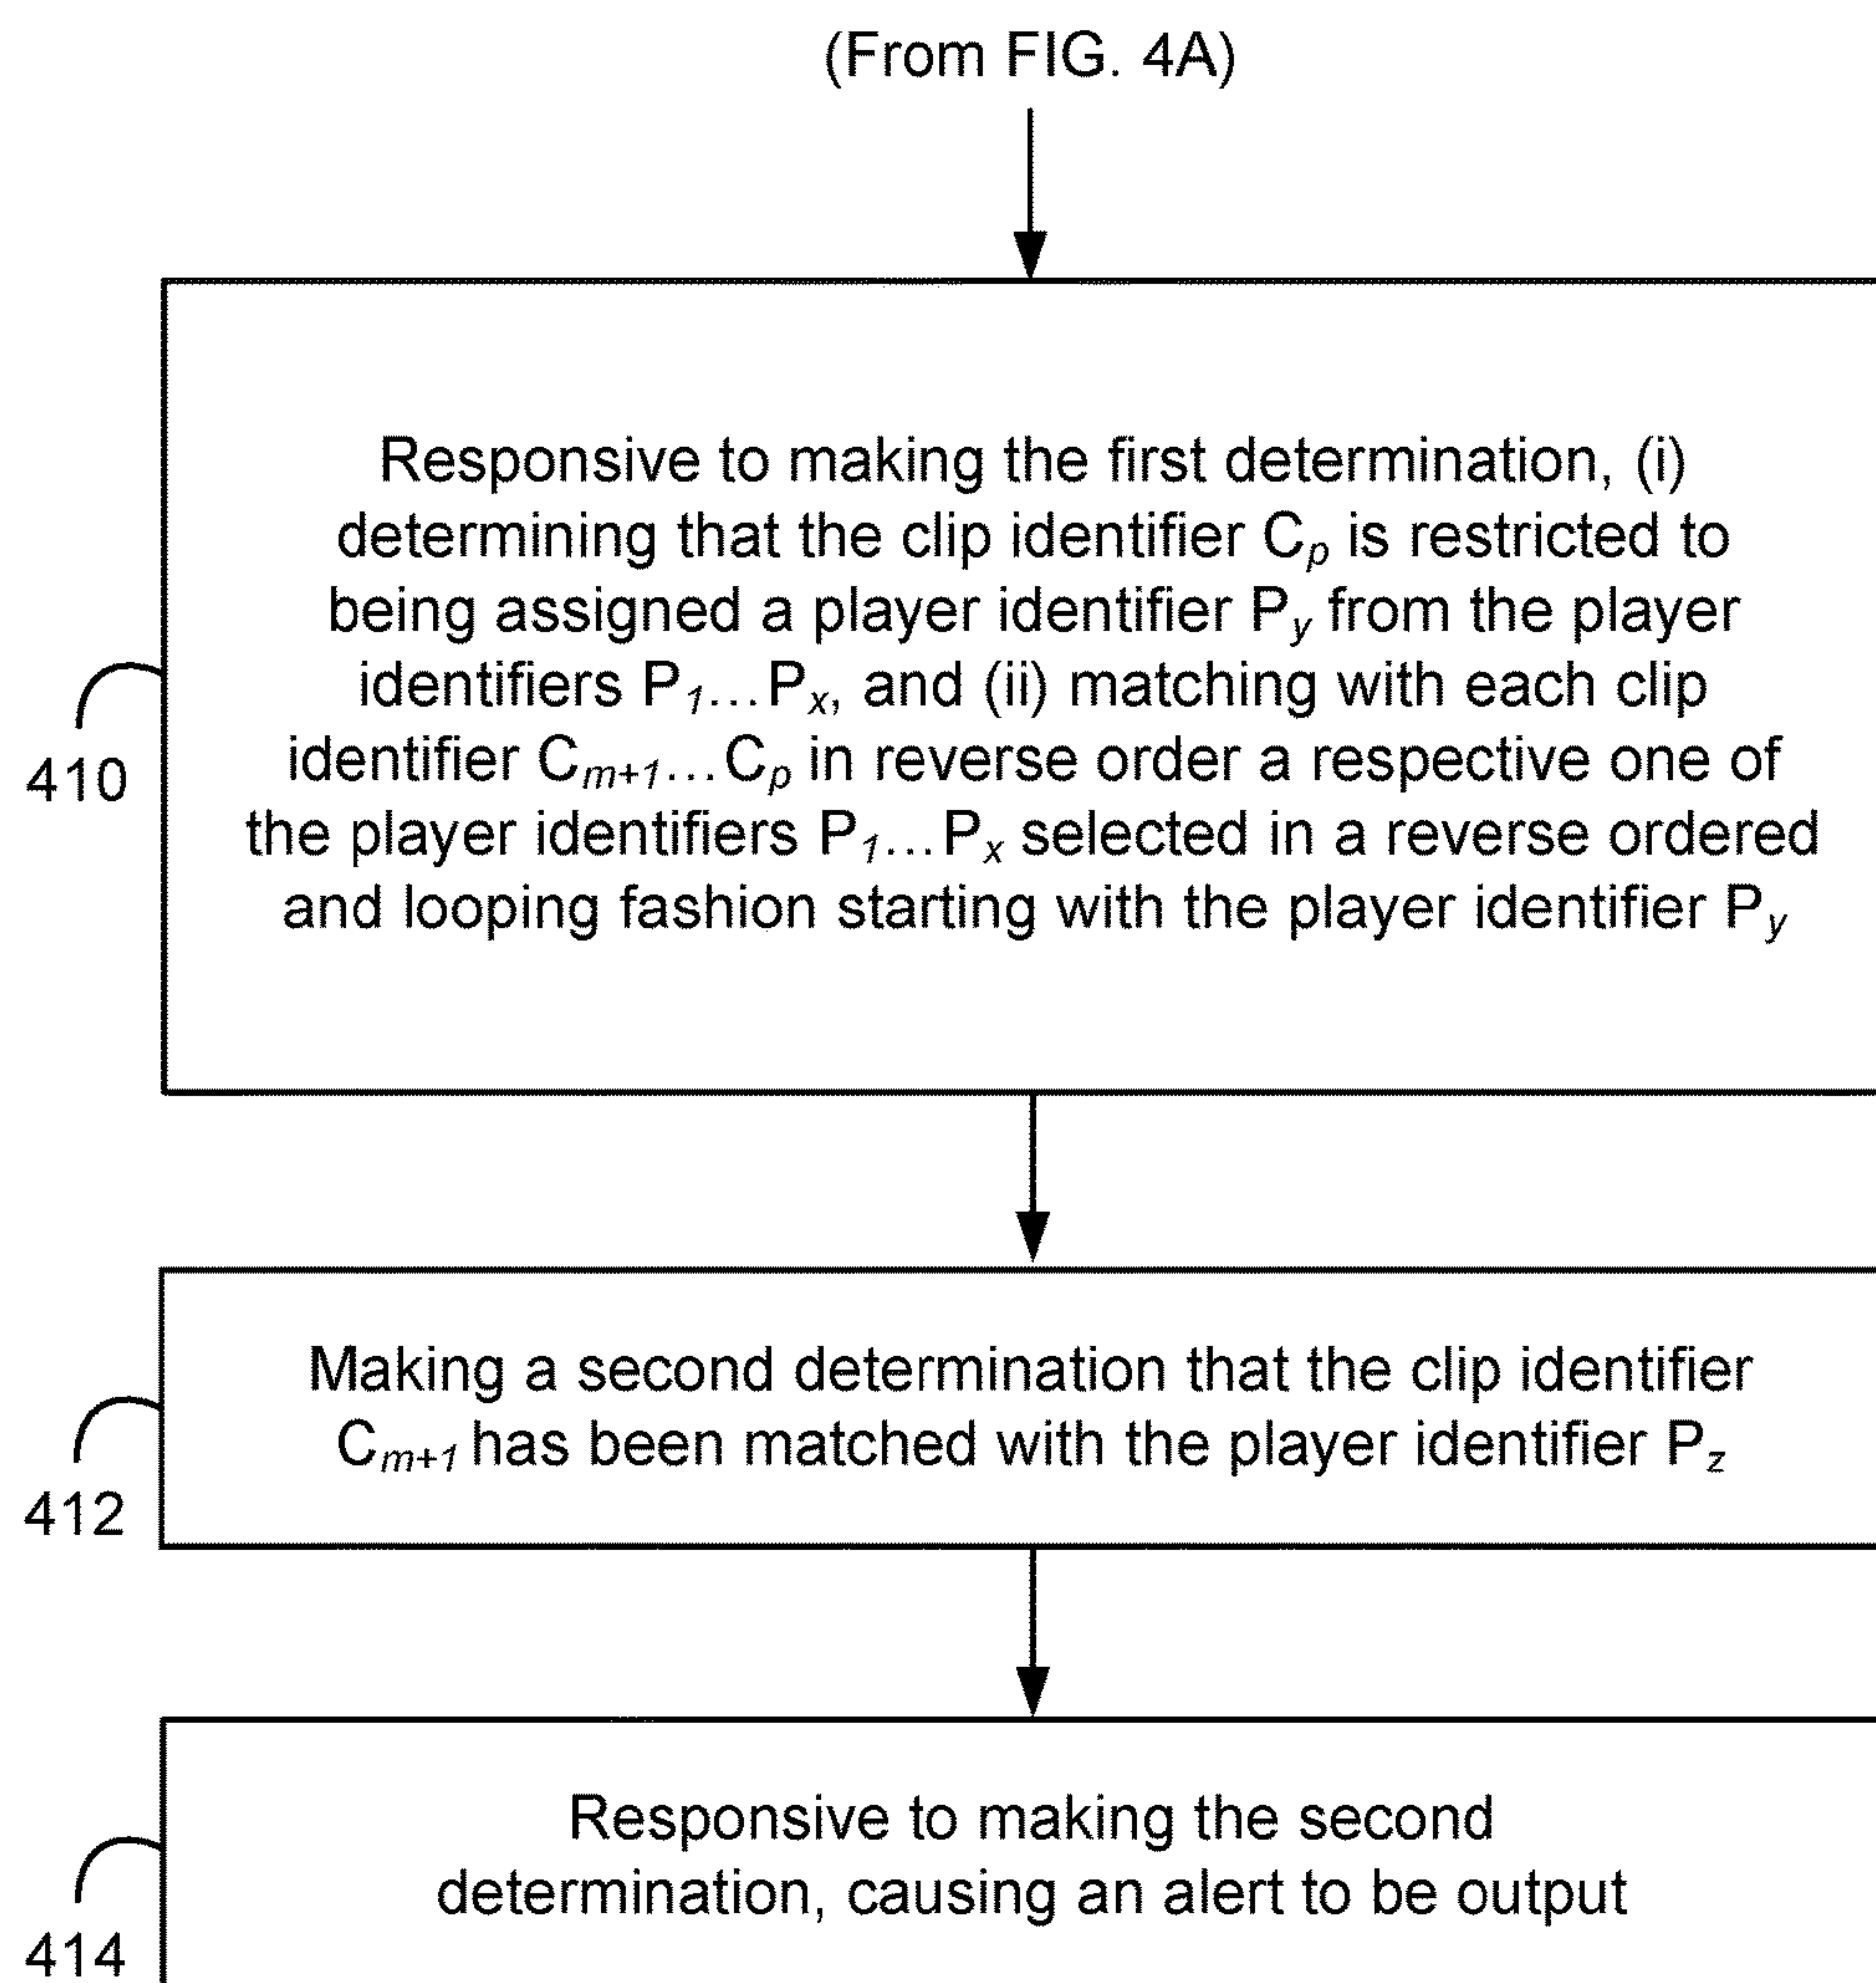 (From FIG. 4A)
Responsive to making the first determination, (i)
determining that the clip identifier Cp is restricted to
being assigned a player identifier Py from the player
identifiers P1…Px, and (ii) matching with each clip
identifier Cm+1…Cp in reverse order a respective one of
the player identifiers P1…Px selected in a reverse ordered
and looping fashion starting with the player identifier Py
410
Making a second determination that the clip identifier
Cm+1 has been matched with the player identifier Pz
412
Responsive to making the second
determination, causing an alert to be output
414